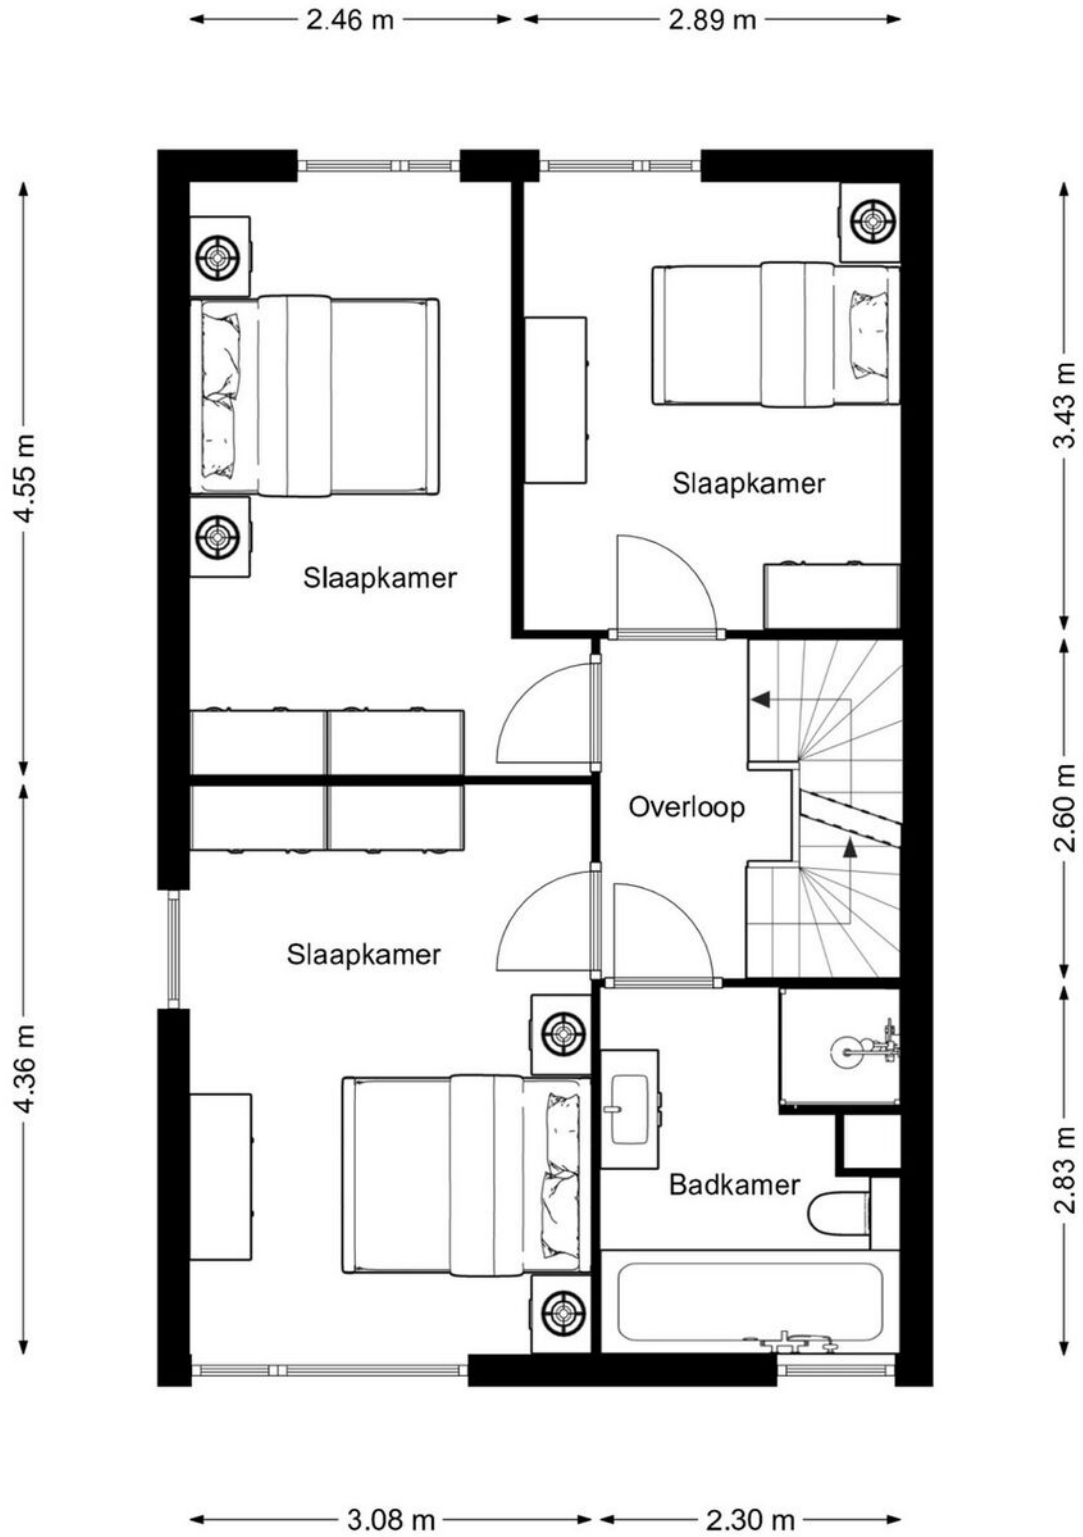 2.46 m
2.89 m
4.55 m
3.43 m
Slaapkamer
Slaapkamer
2.60 m
Overloop
Slaapkamer
4.36 m
2.83 m
Badkamer
3.08 m
2.30 m